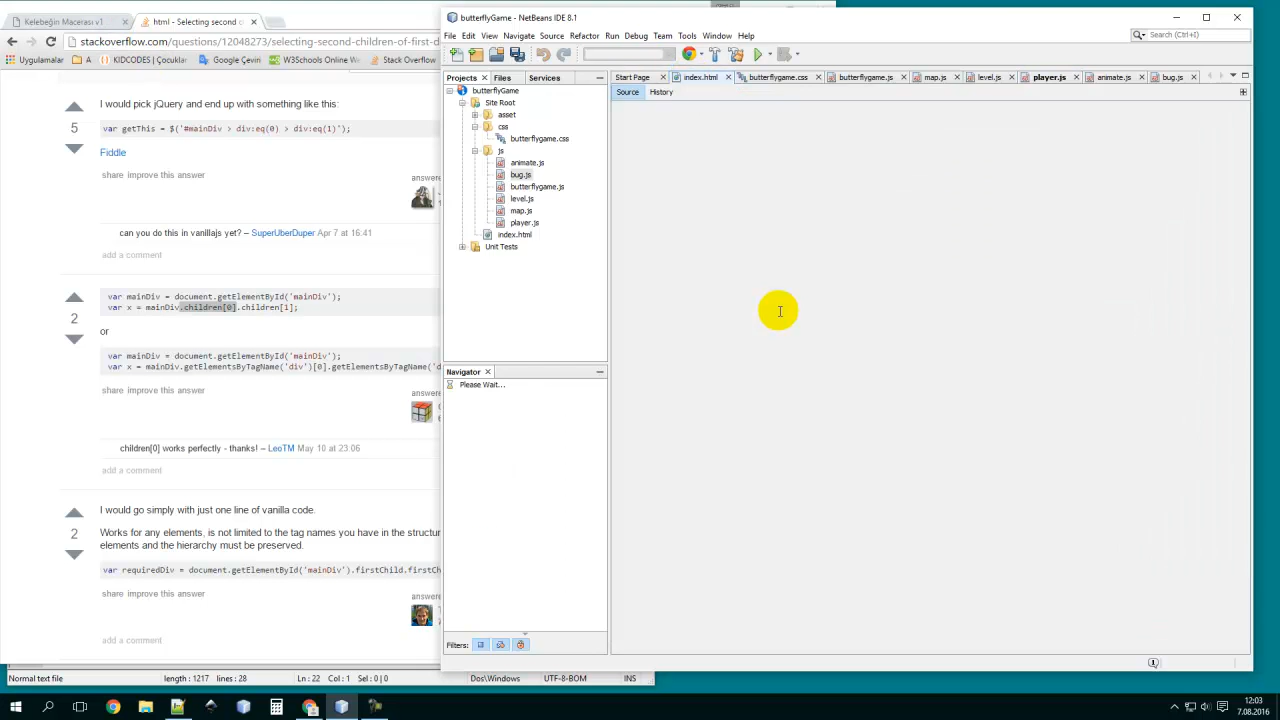 Kelebeğin Macerası v1
html - Selecting second c
stackoverflow.com/questions/12048273/selecting-second-children-of-first-d
Uygulamalar
KIDCODES | Çocuklar
Google Çeviri
W3Schools Online We
Stack Overflow
I would pick jQuery and end up with something like this:
5
var getThis = $('#mainDiv > div:eq(0) > div:eq(1)');
Fiddle
share improve this answer
answere
can you do this in vanillajs yet? – SuperUberDuper Apr 7 at 16:41
add a comment
var mainDiv = document.getElementById('mainDiv');
var x = mainDiv.children[0].children[1];
2
or
var mainDiv = document.getElementById('mainDiv');
var x = mainDiv.getElementsByTagName('div')[0].getElementsByTagName('d
share improve this answer
answere
children[0] works perfectly - thanks! – LeoTM May 10 at 23:06
add a comment
I would go simply with just one line of vanilla code.
2
Works for any elements, is not limited to the tag names you have in the structur
elements and the hierarchy must be preserved.
var requiredDiv = document.getElementById('mainDiv').firstChild.firstCh
share improve this answer
answere
add a comment
Normal text file
length : 1217 lines : 28
Ln : 22 Col : 1 Sel : 0 | 0
Dos\Windows
UTF-8-BOM
INS
butterflyGame - NetBeans IDE 8.1
File Edit View Navigate Source Refactor Run Debug Team Tools Window Help
Search (Ctrl+I)
Projects
Files
Services
butterflyGame
Site Root
asset
css
butterflygame.css
js
animate.js
bug.js
butterflygame.js
level.js
map.js
player.js
index.html
Unit Tests
Navigator
Please Wait...
Filters:
Start Page
index.html
butterflygame.css
butterflygame.js
map.js
level.js
player.js
animate.js
bug.js
Source
History
12:03
7.08.2016